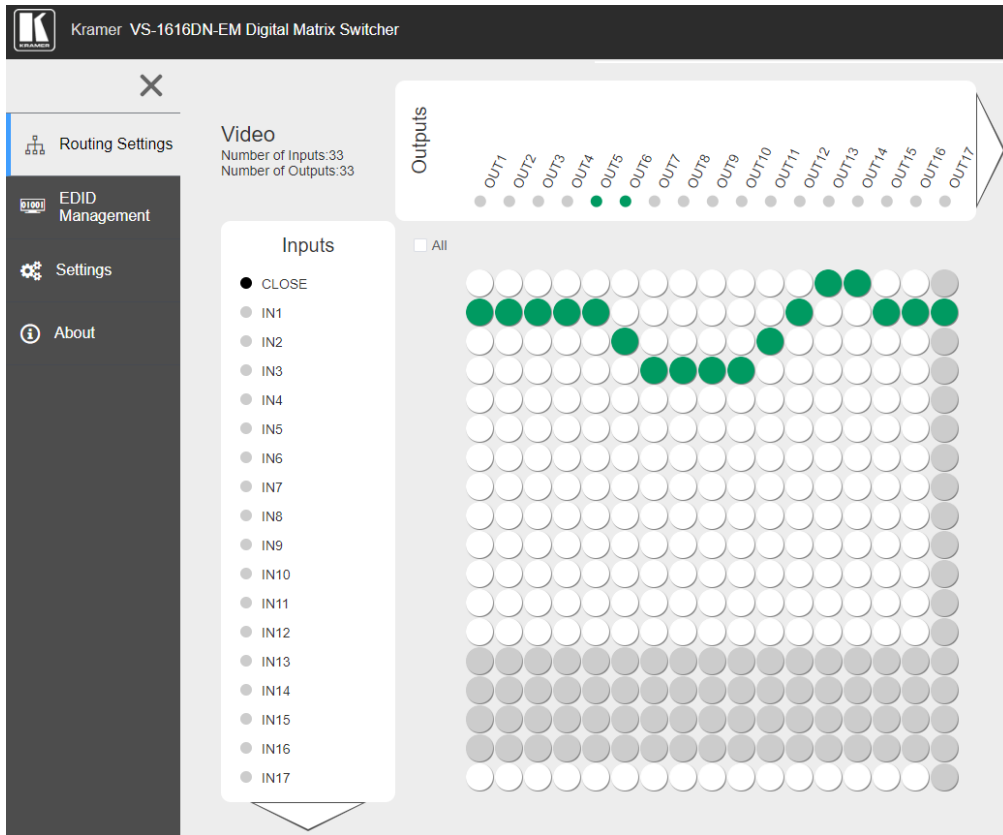 KRAMER
Kramer VS-1616DN-EM Digital Matrix Switcher
Routing Settings
EDID
Management
Settings
About
Video
Number of Inputs:33
Number of Outputs:33
Outputs
OUT1
OUT2
OUT3
OUT4
OUT5
OUT6
OUT7
OUT8
OUT9
OUT10
OUT11
OUT12
OUT13
OUT14
OUT15
OUT16
OUT17
Inputs
All
CLOSE
IN1
IN2
IN3
IN4
IN5
IN6
IN7
IN8
IN9
IN10
IN11
IN12
IN13
IN14
IN15
IN16
IN17